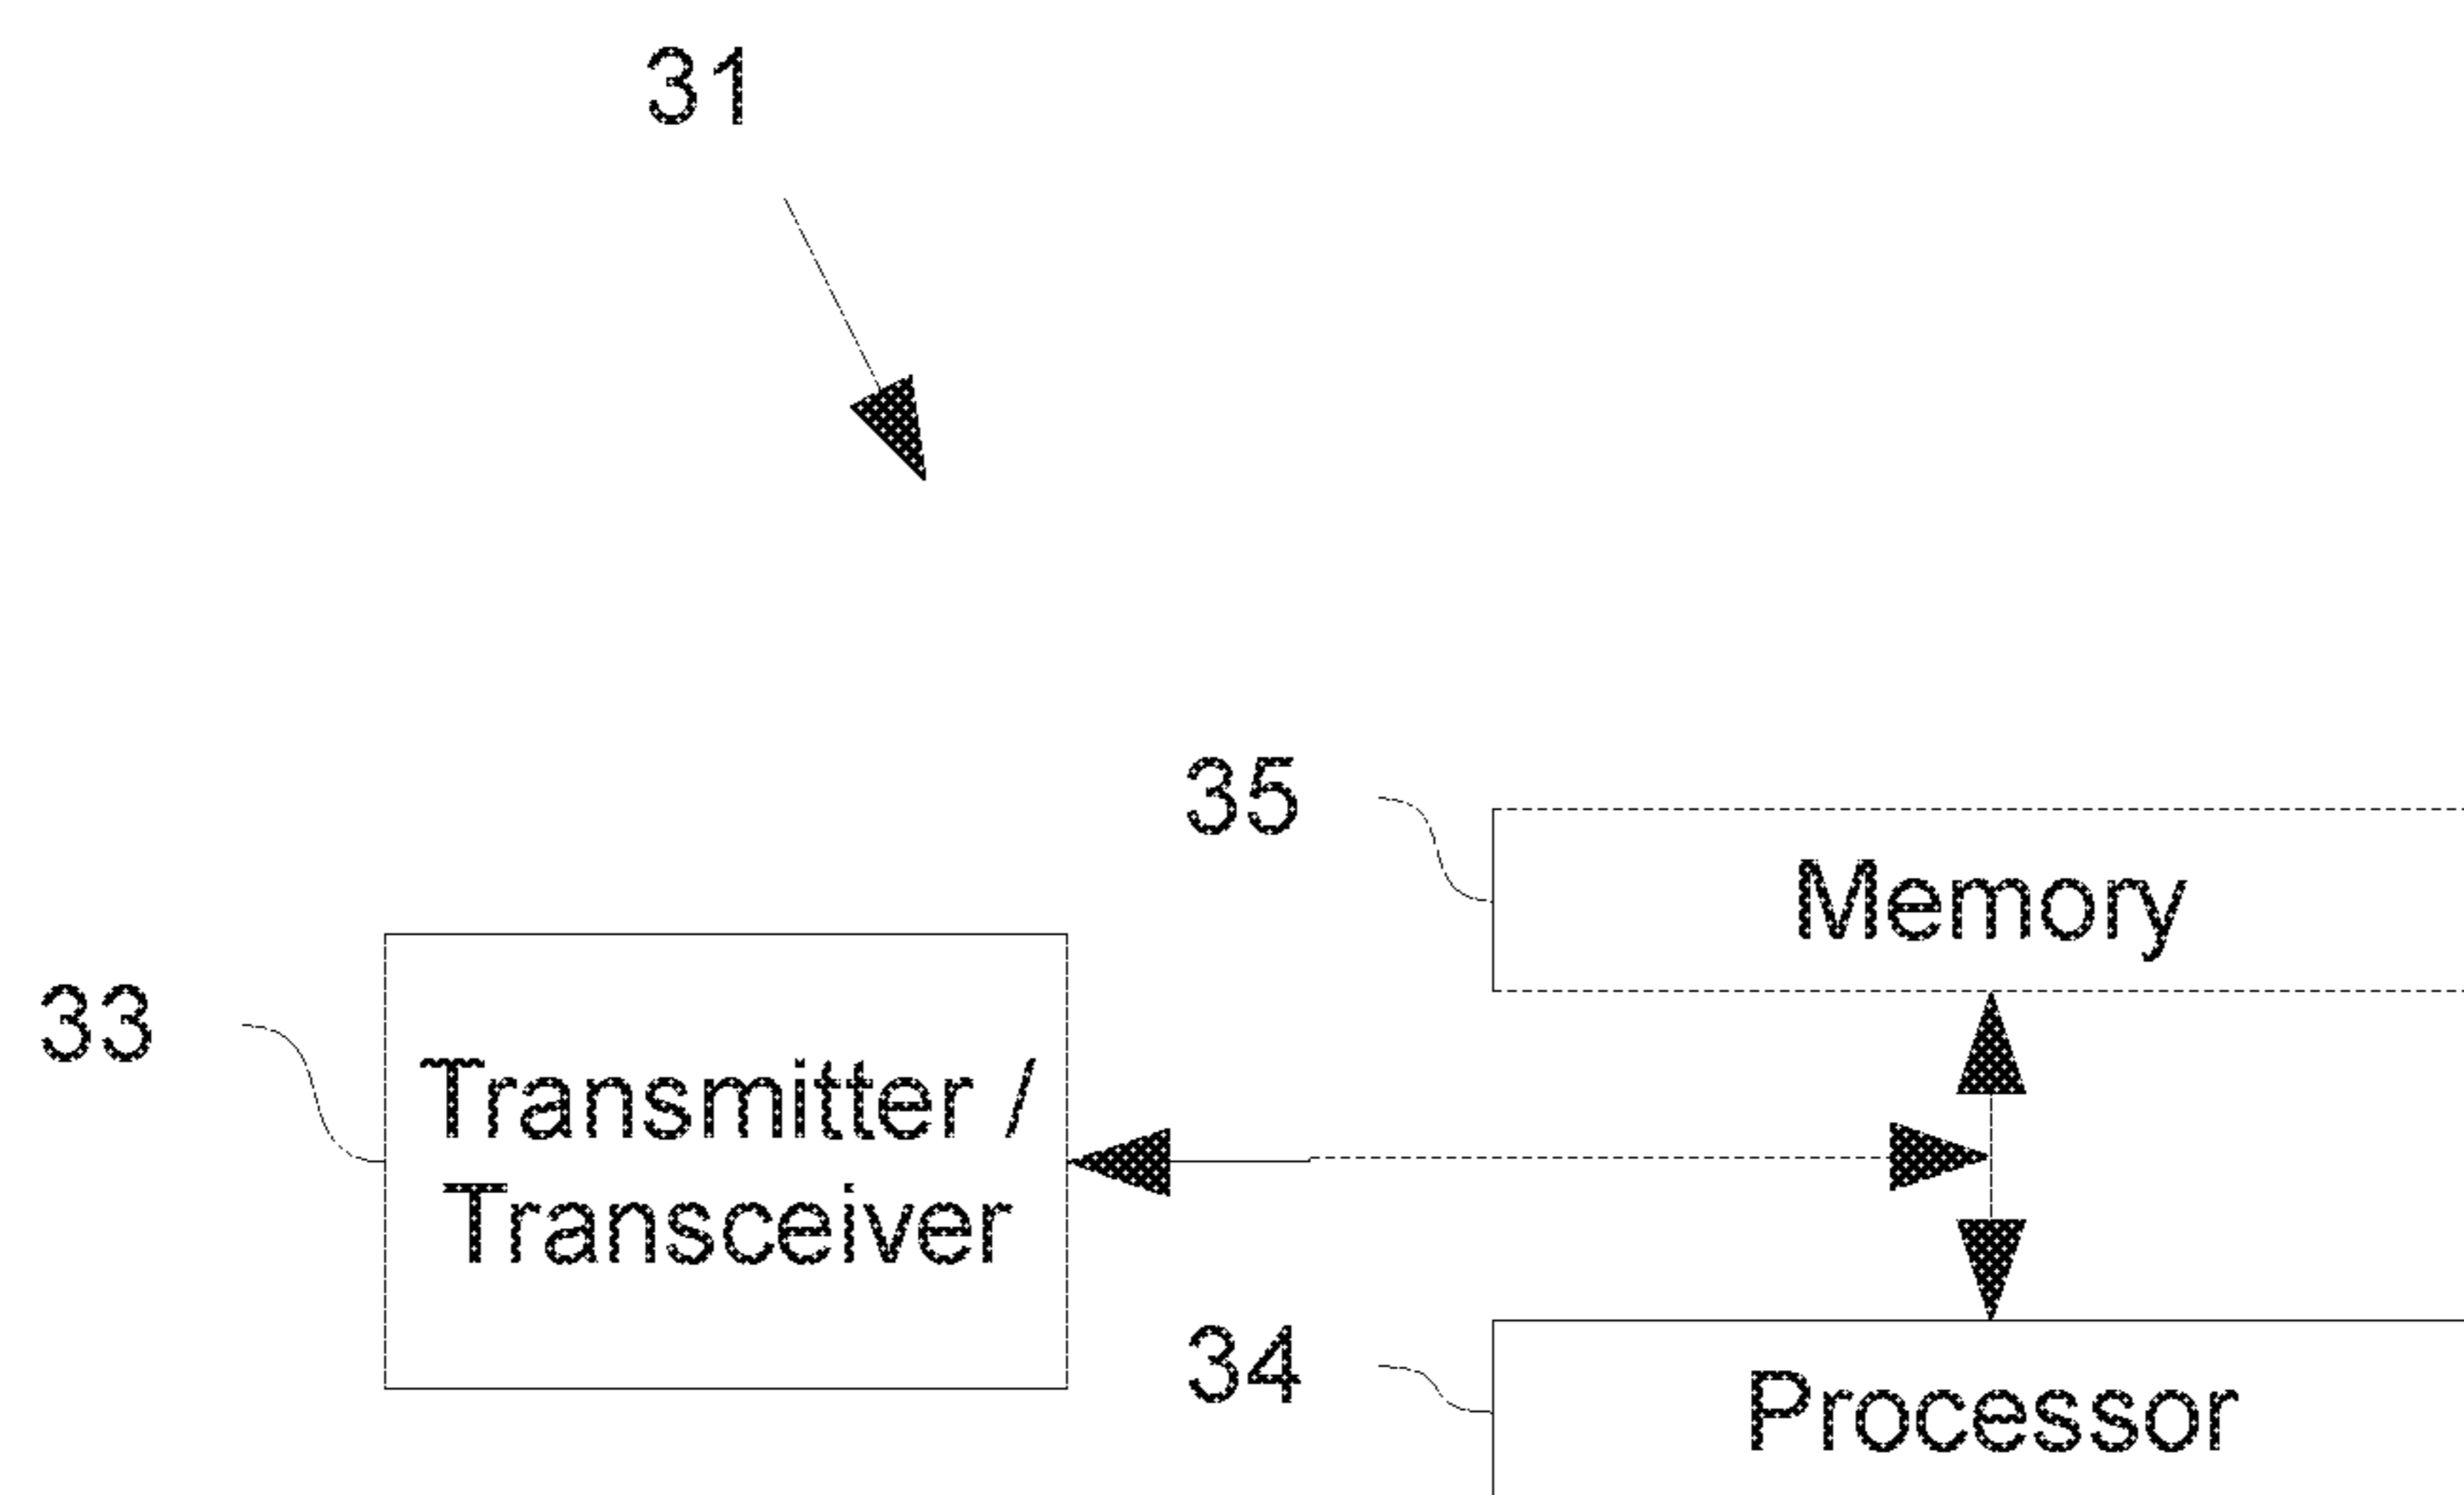 31
35
Memory
33
Transmitter /
Transceiver
34
Processor